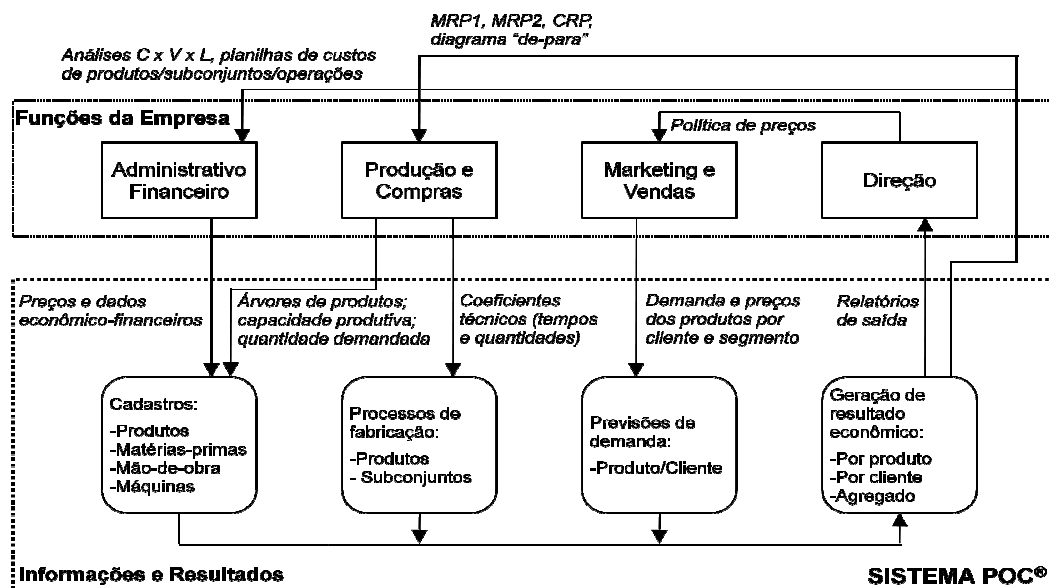 MRP1, MRP2, CRP,
diagrama “de-para”
Análises C x V x L, planilhas de custos
de produtos/subconjuntos/operações
Funções da Empresa
Política de preços
Administrativo
Financeiro
Produção e
Compras
Marketing e
Vendas
Direção
Preços e dados
econômico-financeiros
Árvores de produtos;
capacidade produtiva;
quantidade demandada
Coeficientes
técnicos (tempos
e quantidades)
Demanda e preços
dos produtos por
cliente e segmento
Relatórios
de saída
Cadastros:
-Produtos
-Matérias-primas
-Mão-de-obra
-Máquinas
Processos de
fabricação:
-Produtos
- Subconjuntos
Previsões de
demanda:
-Produto/Cliente
Geração de
resultado
econômico:
-Por produto
-Por cliente
-Agregado
Informações e Resultados
SISTEMA POC®